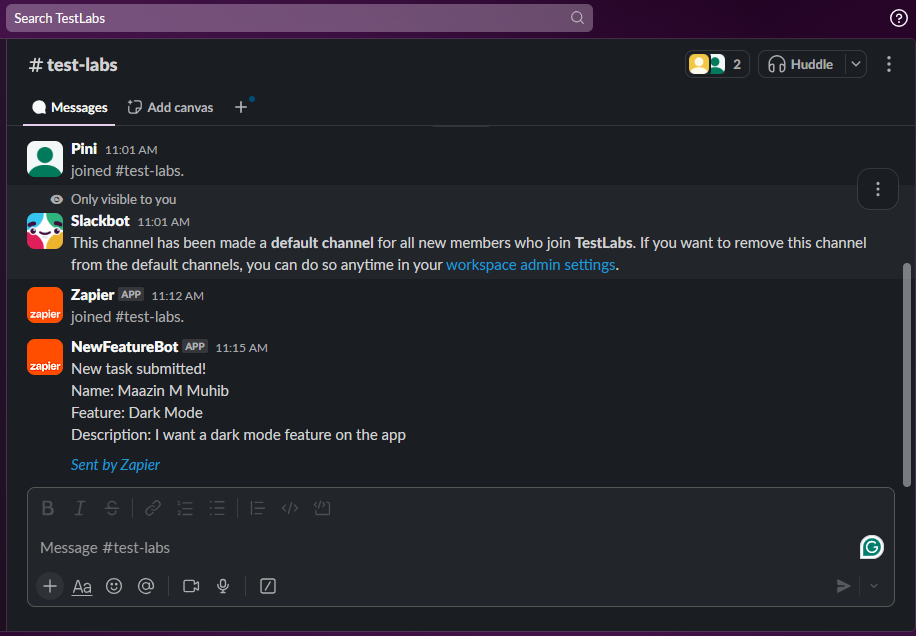 Search TestLabs
# test-labs
2
Huddle
Messages
Add canvas
Pini 11:01 AM
joined #test-labs.
Only visible to you
Slackbot 11:01 AM
This channel has been made a default channel for all new members who join TestLabs. If you want to remove this channel
from the default channels, you can do so anytime in your workspace admin settings.
zapier
Zapier APP 11:12 AM
joined #test-labs.
zapier
NewFeatureBot APP 11:15 AM
New task submitted!
Name: Maazin M Muhib
Feature: Dark Mode
Description: I want a dark mode feature on the app
Sent by Zapier
Message #test-labs
Aa